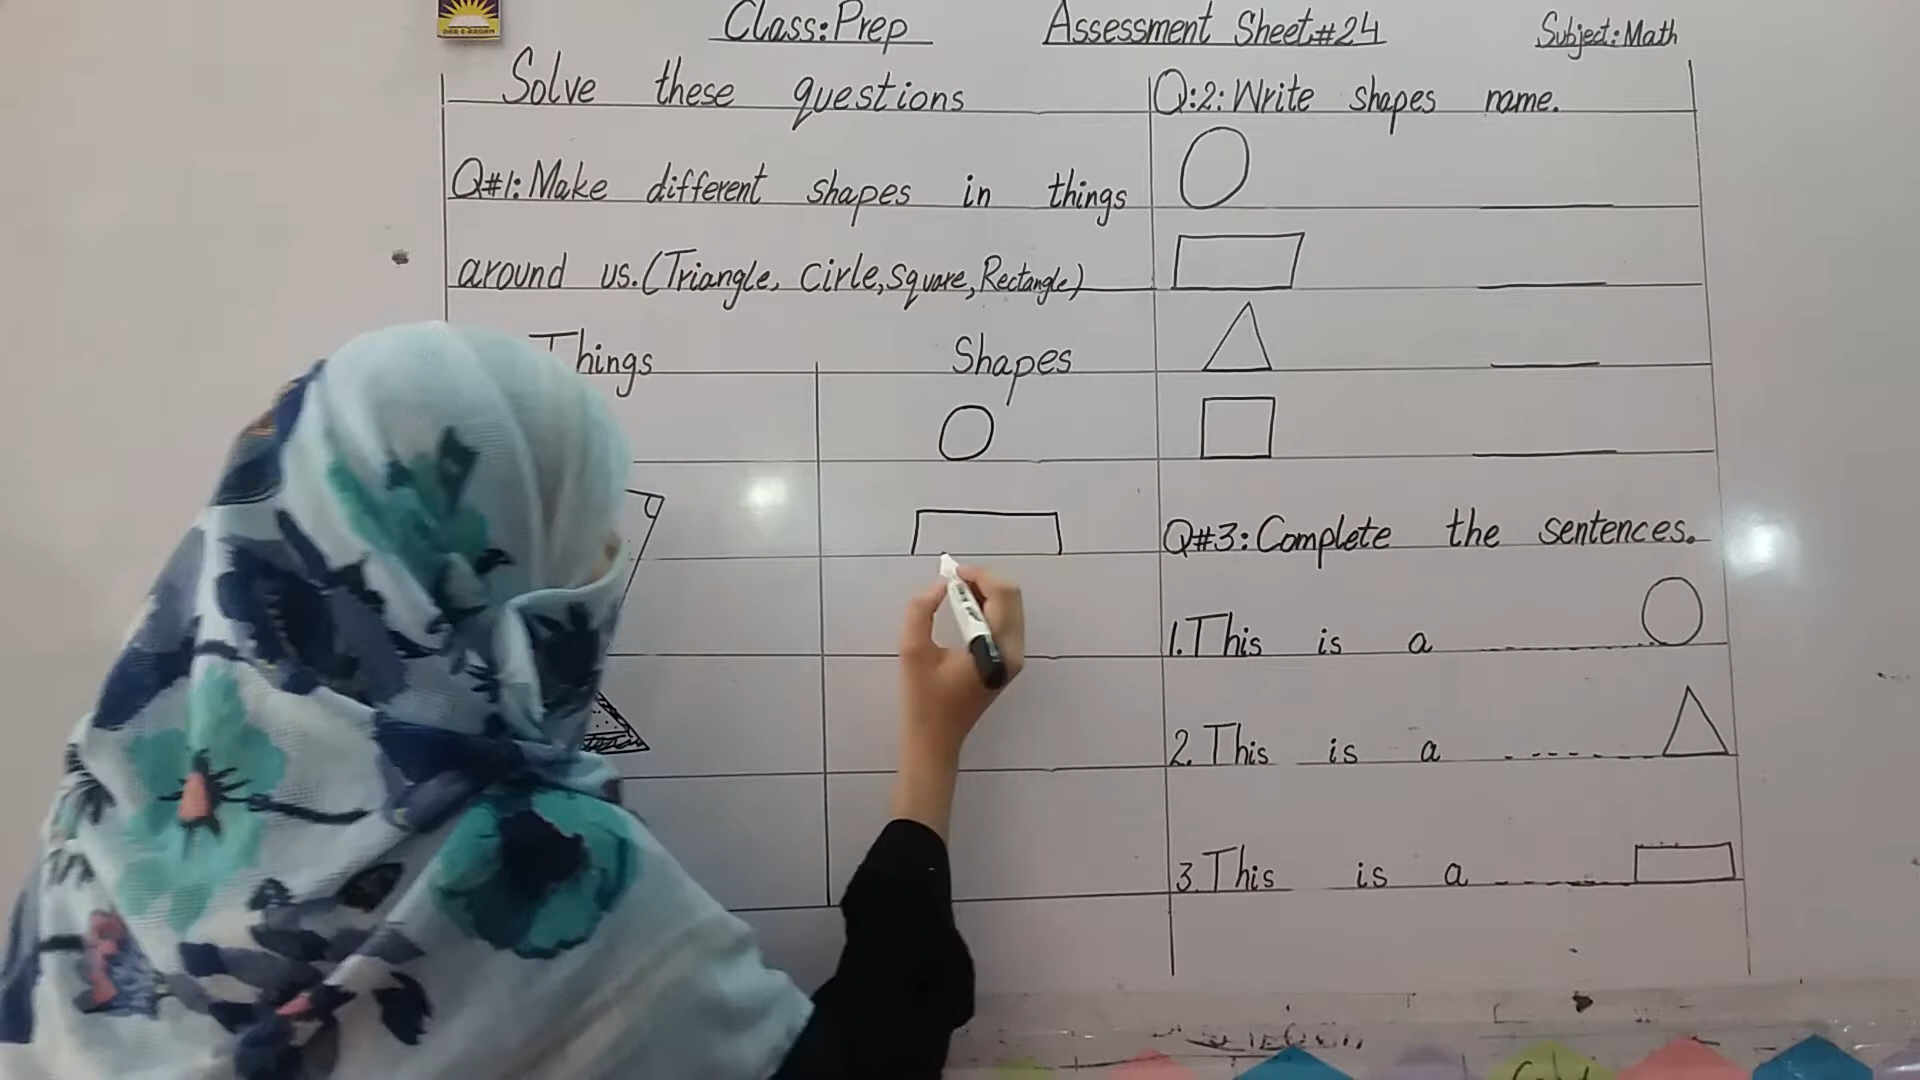 DAR-E-ARQAM
Class:Prep Assessment Sheet#24 Subject:Math
Solve these questions
Q#1:Make different shapes in things
around us.(Triangle, Cirle,Square,Rectangle)
Things Shapes
Q:2:Write shapes name.
Q#3:Complete the sentences.
1.This is a
2.This is a
3.This is a